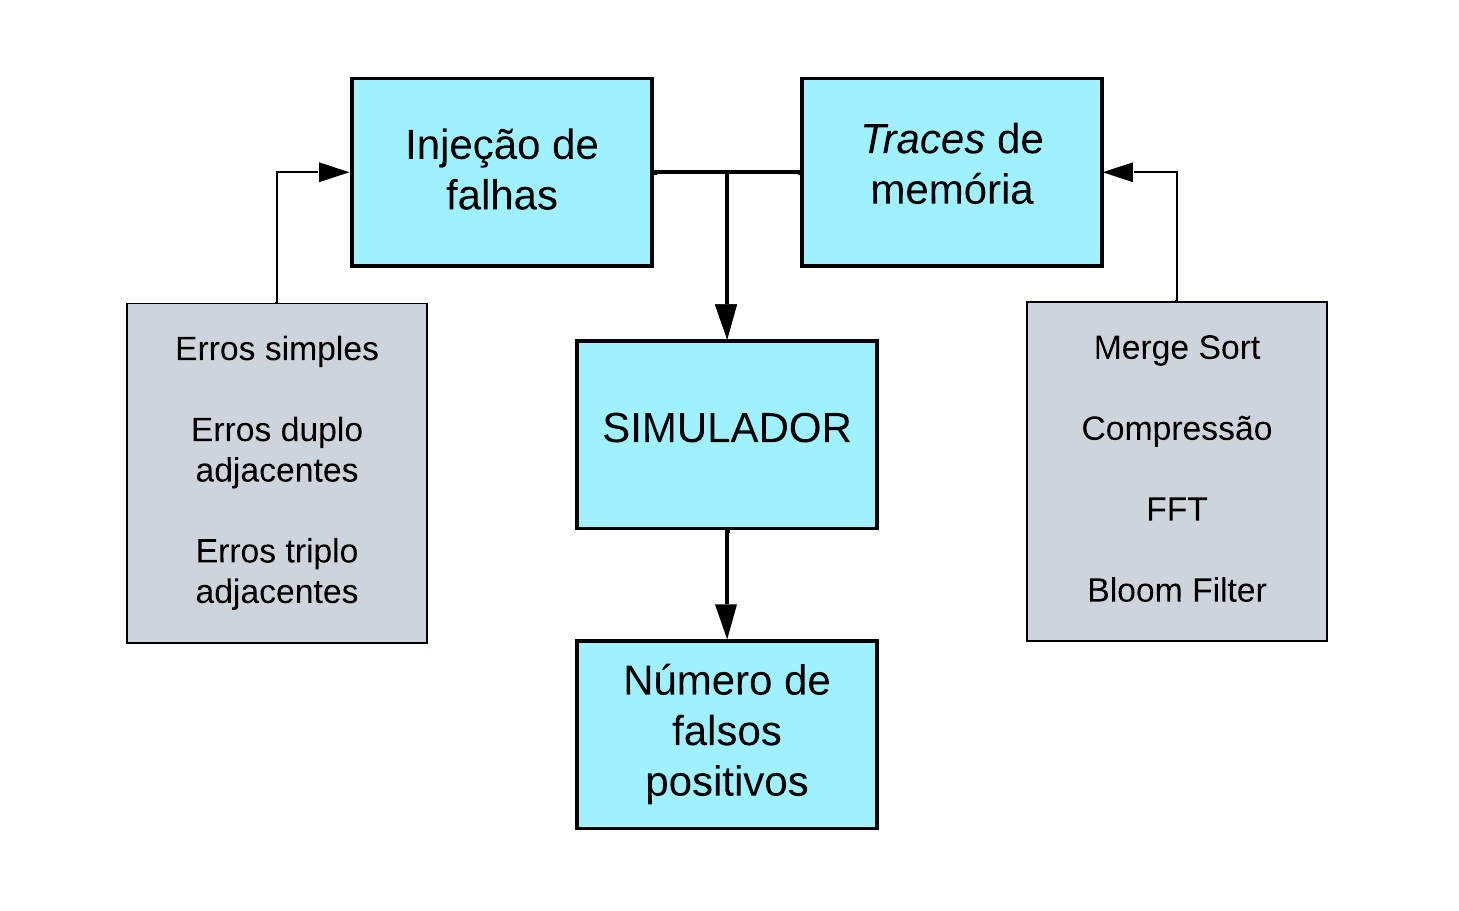 Injeção de
falhas
Traces de
memória
Erros simples
Erros duplo
adjacentes
Erros triplo
adjacentes
SIMULADOR
Merge Sort
Compressão
FFT
Bloom Filter
Número de
falsos
positivos